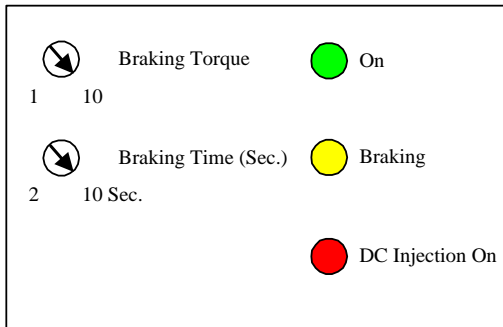 Braking Torque
On
1 10
Braking Time (Sec.)
Braking
2 10 Sec.
DC Injection On